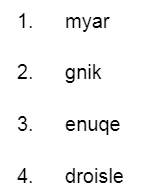 1. myar
2. gnik
3. enuqe
4. droisle